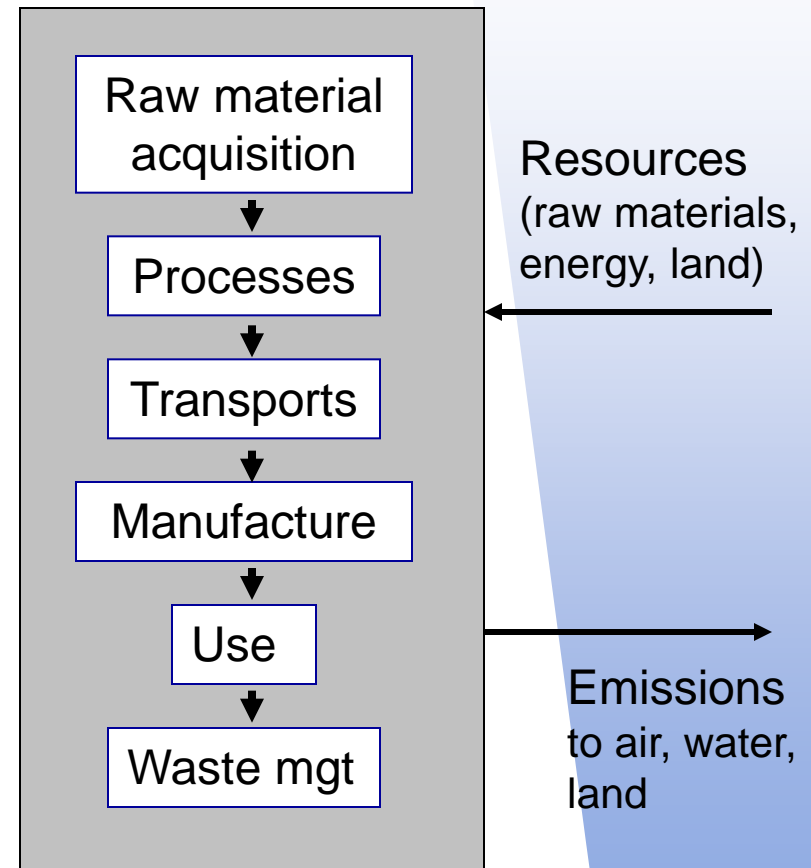 Raw material
acquisition
Processes
Transports
Manufacture
Use
Waste mgt
Resources
(raw materials,
energy, land)
Emissions
to air, water,
land